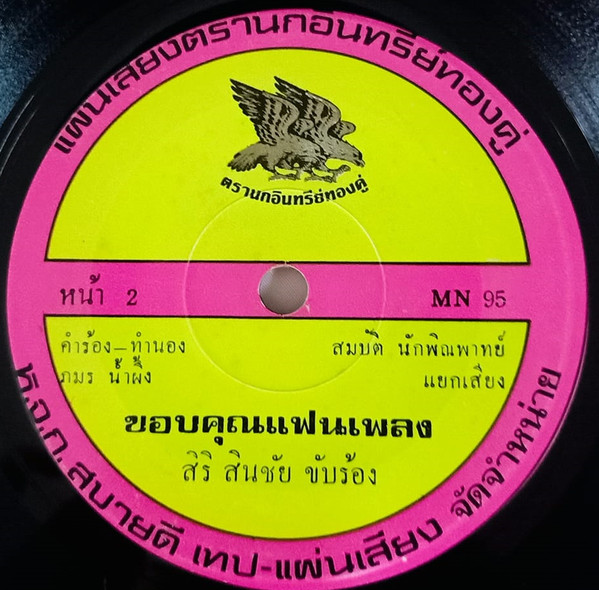 แผ่นเสียงตรานกอินทรีย์ทองคู่
ตรานกอินทรีย์ทองคู่
หน้า 2
MN 95
คำร้อง–ทำนอง
สมบัติ นักพิณพาทย์
ภมร น้ำผึ้ง
แยกเสียง
ขอบคุณแฟนเพลง
สิริ สินชัย ขับร้อง
ห.จ.ก.สบายดี เทป-แผ่นเสียง จัดจำหน่าย